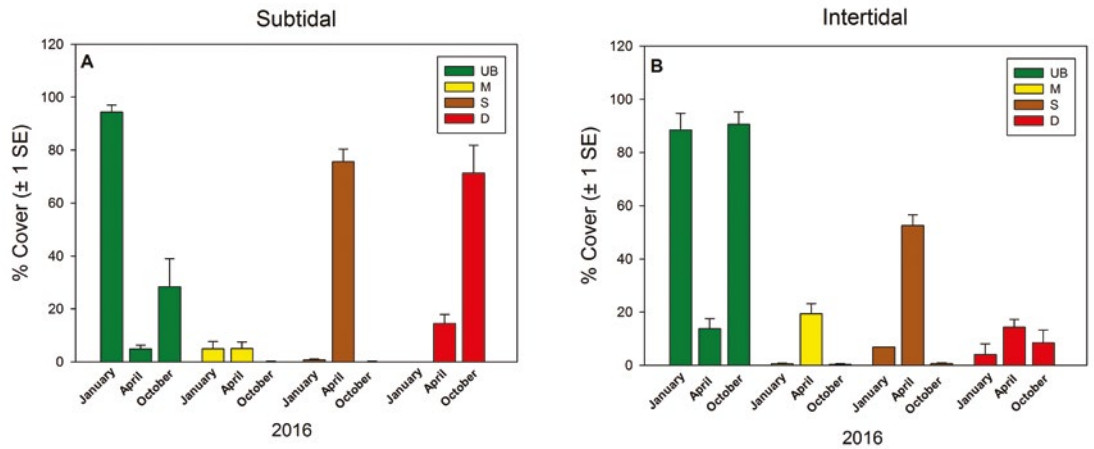 Subtidal
% Cover (± 1 SE)
120
100
80
60
40
20
0
A
UB
M
S
D
January
April
October
January
April
October
January
April
October
January
April
October
2016
Intertidal
% Cover (± 1 SE)
120
100
80
60
40
20
0
B
UB
M
S
D
January
April
October
January
April
October
January
April
October
January
April
October
2016